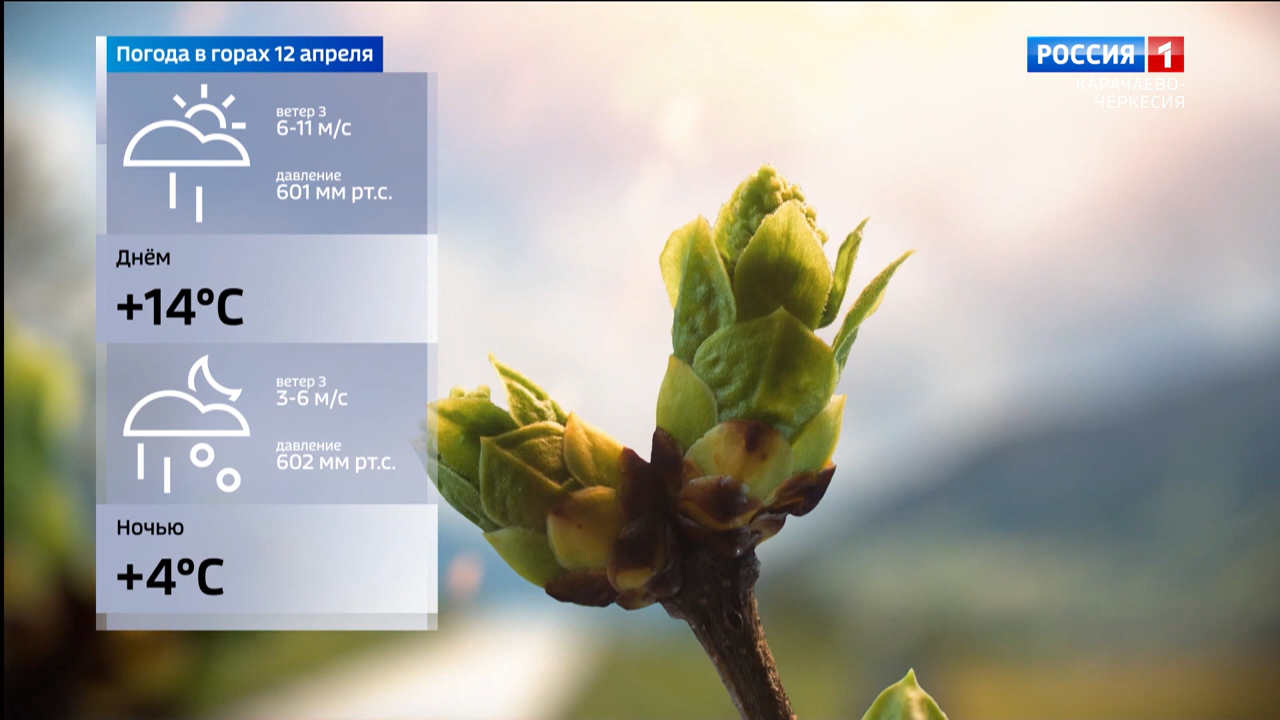 Погода в горах 12 апреля
ветер З
6-11 м/с
давление
601 мм рт.с.
Днём
+14°C
ветер З
3-6 м/с
давление
602 мм рт.с.
Ночью
+4°C
РОССИЯ 1
КАРАЧАЕВО-
ЧЕРКЕСИЯ